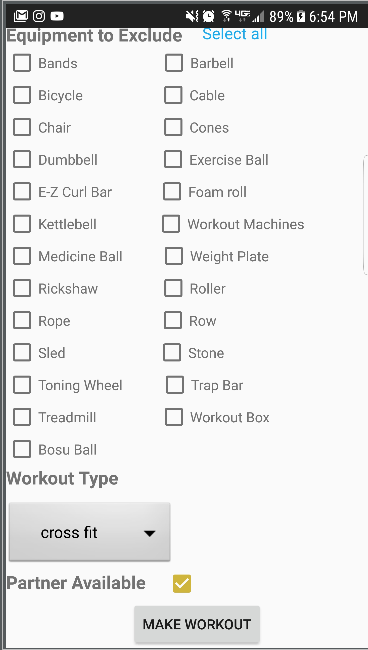 89% 6:54 PM
Equipment to Exclude Select all
Bands Barbell
Bicycle Cable
Chair Cones
Dumbbell Exercise Ball
E-Z Curl Bar Foam roll
Kettlebell Workout Machines
Medicine Ball Weight Plate
Rickshaw Roller
Rope Row
Sled Stone
Toning Wheel Trap Bar
Treadmill Workout Box
Bosu Ball
Workout Type
cross fit
Partner Available
MAKE WORKOUT